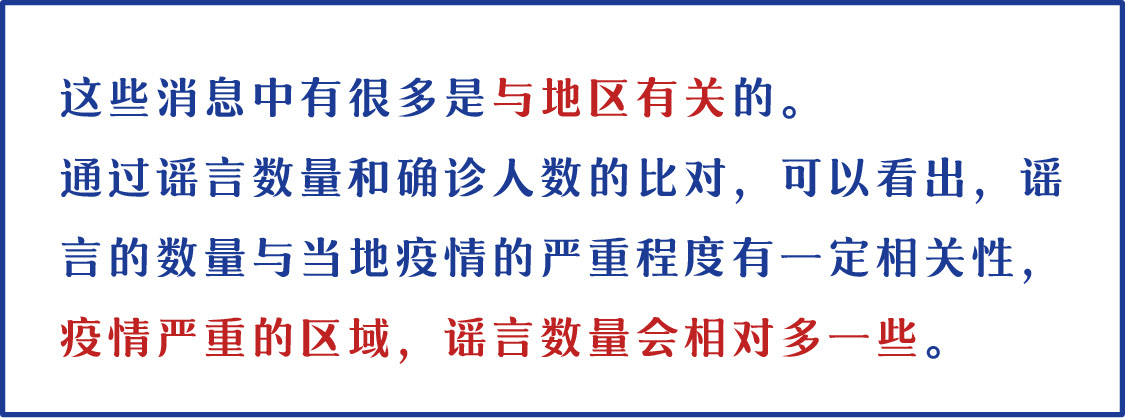 这些消息中有很多是与地区有关的。
通过谣言数量和确诊人数的比对，可以看出，谣
言的数量与当地疫情的严重程度有一定相关性，
疫情严重的区域，谣言数量会相对多一些。